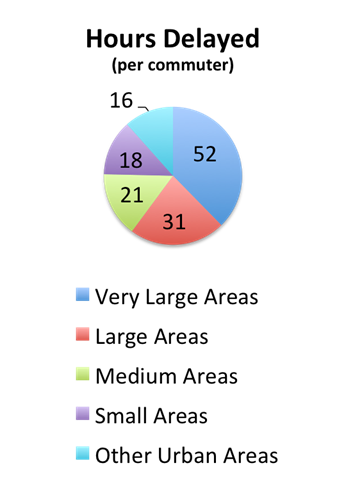 Hours Delayed
(per commuter)
16
52
18
21
31
Very Large Areas
Large Areas
Medium Areas
Small Areas
Other Urban Areas